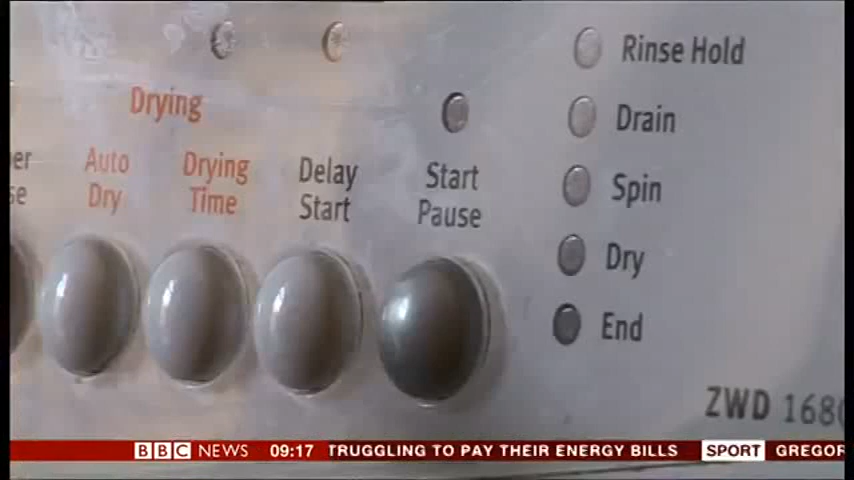 Rinse Hold
Drying
Drain
er
se
Auto
Dry
Drying
Time
Delay
Start
Start
Pause
Spin
Dry
End
ZWD 168
BBC NEWS 09:17 TRUGGLING TO PAY THEIR ENERGY BILLS SPORT GREGOR